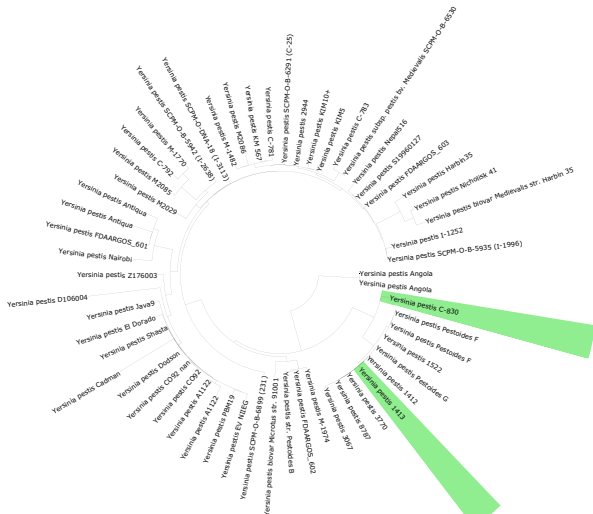 Yersinia pestis subsp. pestis bv. Medievalis SCPM-O-B-6530
Yersinia pestis Nepal516
Yersinia pestis S19960127
Yersinia pestis FDAARGOS_603
Yersinia pestis Harbin35
Yersinia pestis Nicholisk 41
Yersinia pestis biovar Medievalis str. Harbin 35
Yersinia pestis I-1252
Yersinia pestis SCPM-O-B-5935 (I-1996)
Yersinia pestis Angola
Yersinia pestis Angola
Yersinia pestis C-830
Yersinia pestis Pestoides F
Yersinia pestis Pestoides F
Yersinia pestis 1522
Yersinia pestis Pestoides G
Yersinia pestis 1412
Yersinia pestis 1413
Yersinia pestis 3770
Yersinia pestis 8787
Yersinia pestis 3067
Yersinia pestis M-1974
Yersinia pestis FDAARGOS_602
Yersinia pestis str. Pestoides B
Yersinia pestis biovar Microtus str. 91001
Yersinia pestis SCPM-O-B-6899 (231)
Yersinia pestis EV NIIEG
Yersinia pestis PBM19
Yersinia pestis A1122
Yersinia pestis A1122
Yersinia pestis CO92
Yersinia pestis CO92 nan
Yersinia pestis Dodson
Yersinia pestis Cadman
Yersinia pestis Shasta
Yersinia pestis El Dorado
Yersinia pestis Java9
Yersinia pestis D106004
Yersinia pestis Z176003
Yersinia pestis Nairobi
Yersinia pestis FDAARGOS_601
Yersinia pestis Antiqua
Yersinia pestis Antiqua
Yersinia pestis M2029
Yersinia pestis M2085
Yersinia pestis C-792
Yersinia pestis M-1770
Yersinia pestis SCPM-O-B-5942 (I-2638)
Yersinia pestis SCPM-O-DNA-18 (I-3113)
Yersinia pestis M-1482
Yersinia pestis M2086
Yersinia pestis KM 567
Yersinia pestis C-781
Yersinia pestis SCPM-O-B-6291 (C-25)
Yersinia pestis 2944
Yersinia pestis KIM10+
Yersinia pestis KIM5
Yersinia pestis C-783